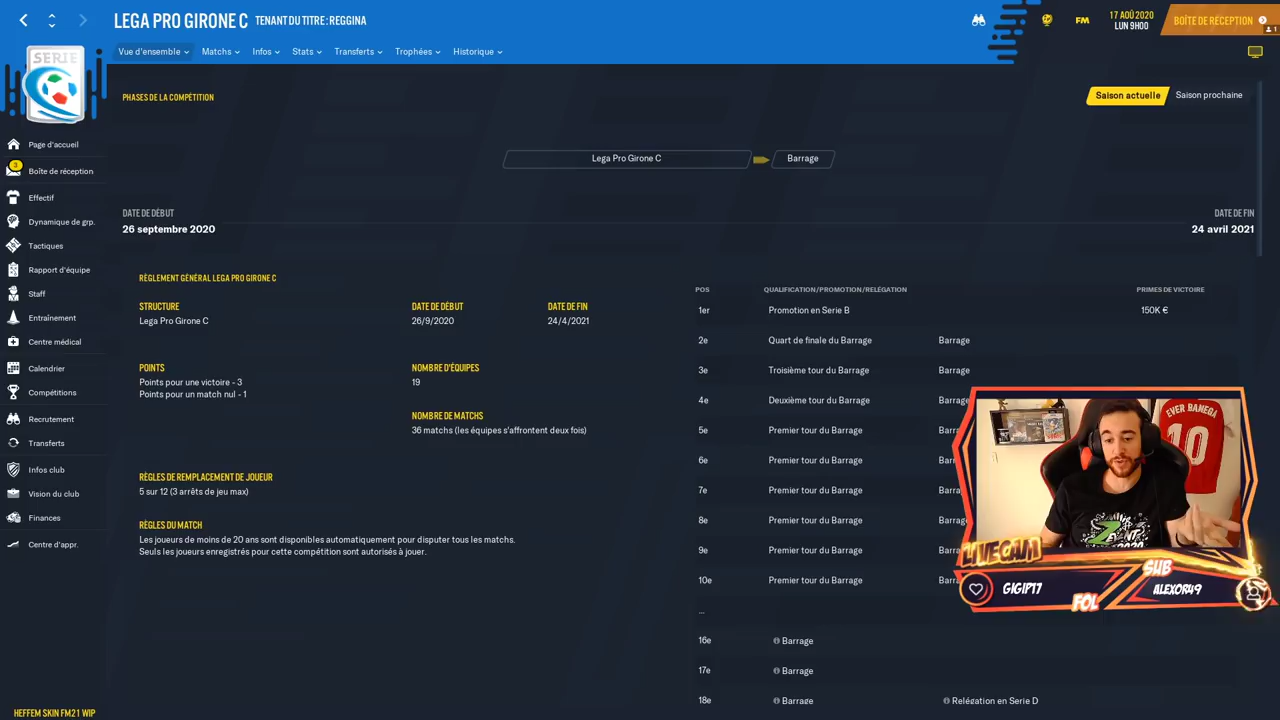 LEGA PRO GIRONE C TENANT DU TITRE : REGGINA
FM
17 AOÛ 2020
LUN 9H00
BOÎTE DE RÉCEPTION
1
Vue d'ensemble Matchs Infos Stats Transferts Trophées Historique
SERIE
PHASES DE LA COMPÉTITION
Saison actuelle Saison prochaine
Page d'accueil
3
Boîte de réception
Effectif
Dynamique de grp.
Tactiques
Rapport d'équipe
Staff
Entraînement
Centre médical
Calendrier
Compétitions
Recrutement
Transferts
Infos club
Vision du club
Finances
Centre d'appr.
HEFFEM SKIN FM21 WIP
Lega Pro Girone C Barrage
DATE DE DÉBUT DATE DE FIN
26 septembre 2020 24 avril 2021
RÈGLEMENT GÉNÉRAL LEGA PRO GIRONE C
STRUCTURE DATE DE DÉBUT DATE DE FIN
Lega Pro Girone C 26/9/2020 24/4/2021
POINTS NOMBRE D'ÉQUIPES
Points pour une victoire - 3 19
Points pour un match nul - 1
NOMBRE DE MATCHS
36 matchs (les équipes s'affrontent deux fois)
RÈGLES DE REMPLACEMENT DE JOUEUR
5 sur 12 (3 arrêts de jeu max)
RÈGLES DU MATCH
Les joueurs de moins de 20 ans sont disponibles automatiquement pour disputer tous les matchs.
Seuls les joueurs enregistrés pour cette compétition sont autorisés à jouer.
POS QUALIFICATION/PROMOTION/RELÉGATION PRIMES DE VICTOIRE
1er Promotion en Serie B 150K €
2e Quart de finale du Barrage Barrage
3e Troisième tour du Barrage Barrage
4e Deuxième tour du Barrage Barrage
5e Premier tour du Barrage
6e Premier tour du Barrage
7e Premier tour du Barrage
8e Premier tour du Barrage
9e Premier tour du Barrage
10e Premier tour du Barrage
...
16e Barrage
17e Barrage
18e Barrage Relégation en Serie D
EVER BANEGA
10
ZEVENT
2020
LIVECAM
GIGIP17
FOL
SUB
ALEXOR49